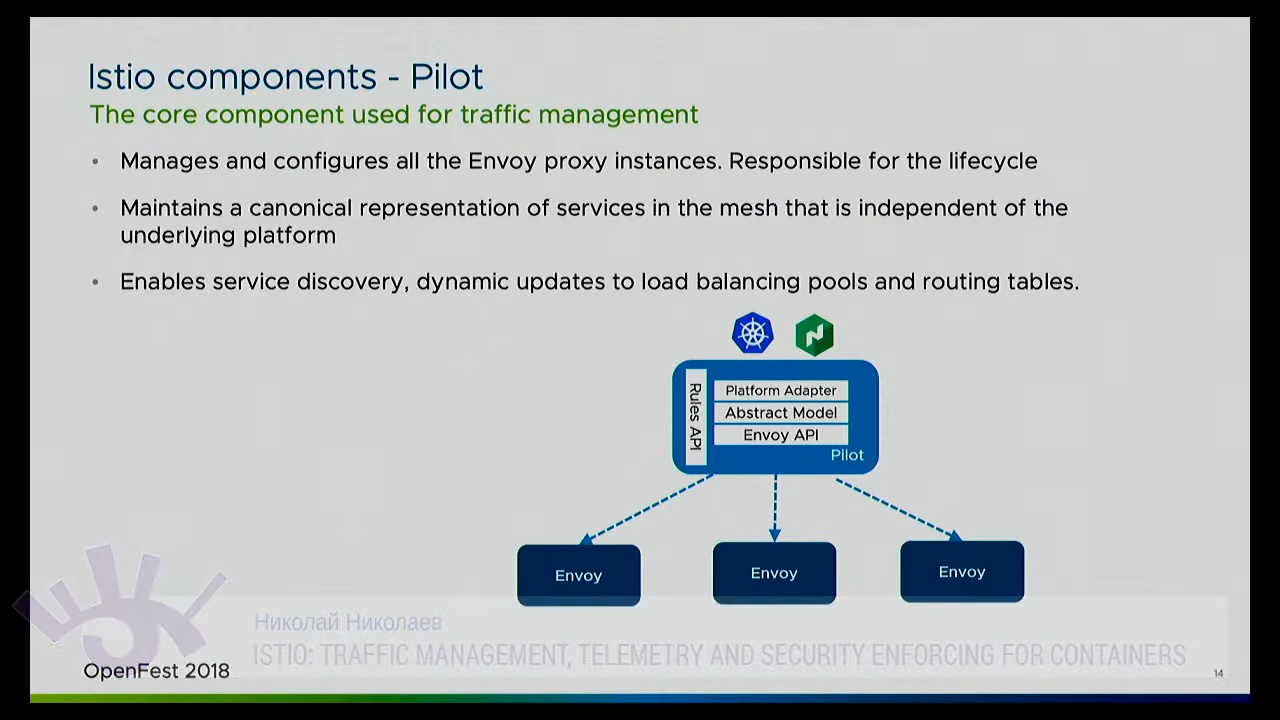 Istio components - Pilot
The core component used for traffic management
• Manages and configures all the Envoy proxy instances. Responsible for the lifecycle
• Maintains a canonical representation of services in the mesh that is independent of the
underlying platform
• Enables service discovery, dynamic updates to load balancing pools and routing tables.
Rules API
Platform Adapter
Abstract Model
Envoy API
Pilot
Envoy
Envoy
Envoy
Николай Николаев
ISTIO: TRAFFIC MANAGEMENT, TELEMETRY AND SECURITY ENFORCING FOR CONTAINERS
OpenFest 2018
14